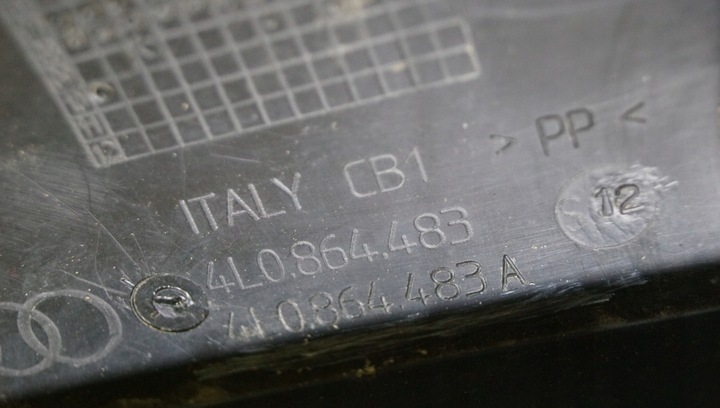 > PP <
ITALY CB1
12
4L0.864.483
4L0.864.483 A